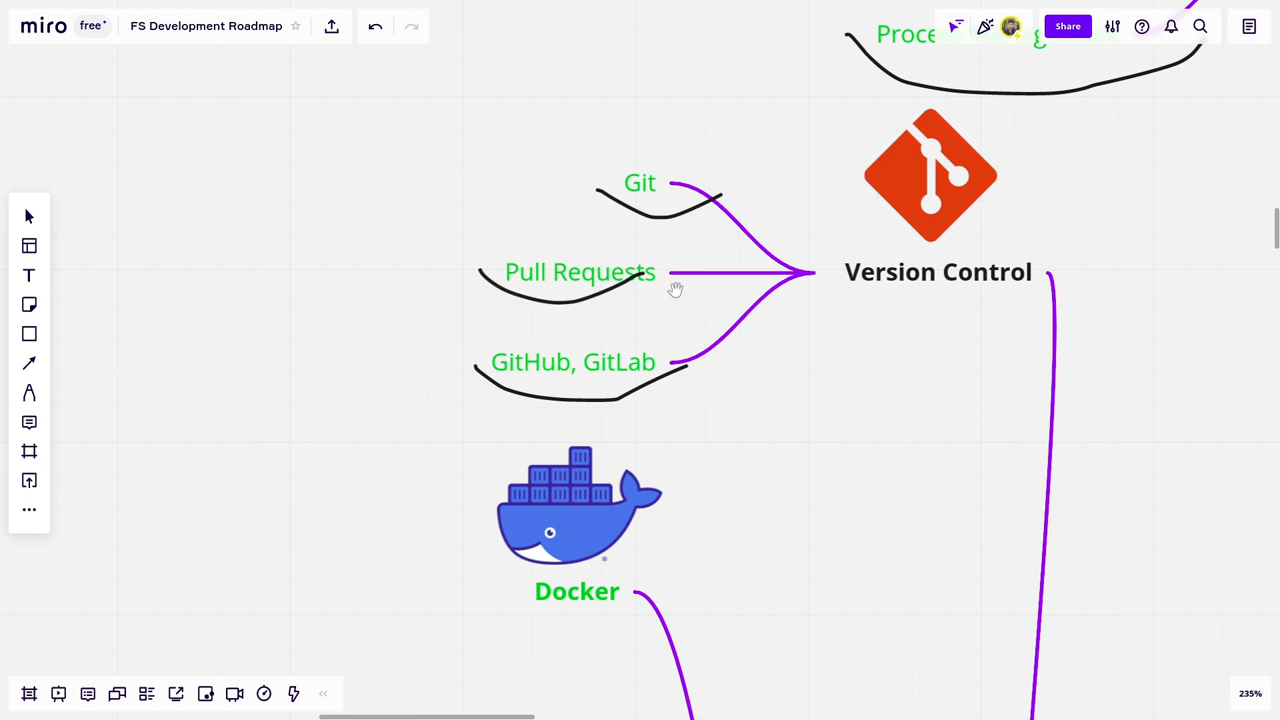 miro free FS Development Roadmap
Share
Git
Pull Requests
Version Control
GitHub, GitLab
Docker
235%